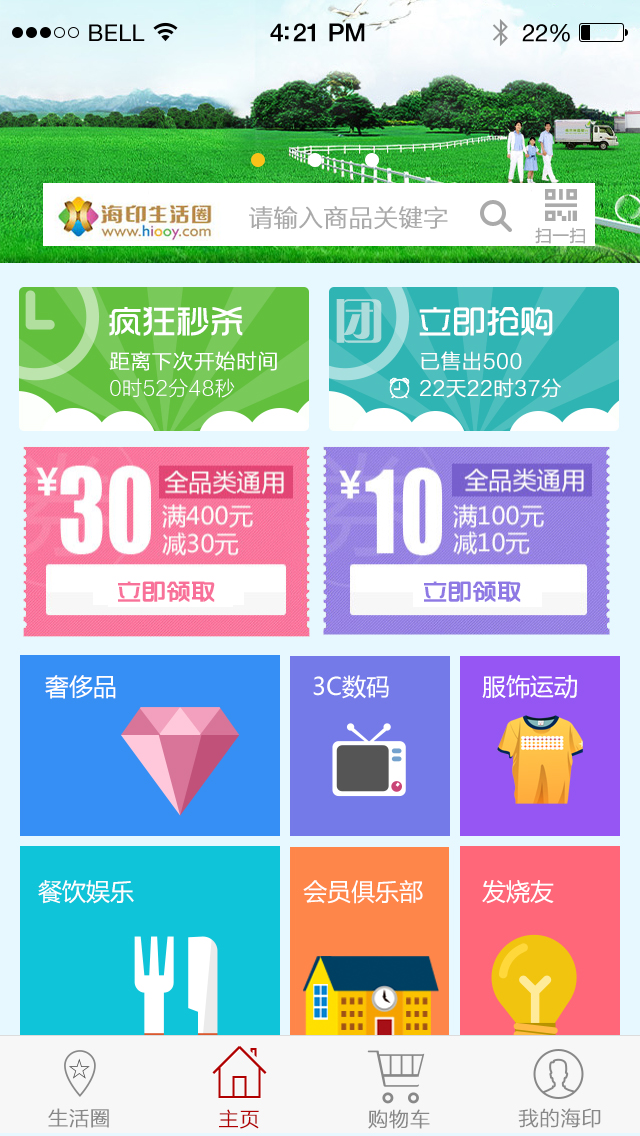 BELL 4:21 PM 22%
海印生活圈
www.hiooy.com
请输入商品关键字
扫一扫
疯狂秒杀
距离下次开始时间
0时52分48秒
团
立即抢购
已售出500
22天22时37分
¥30
全品类通用
满400元
减30元
立即领取
¥10
全品类通用
满100元
减10元
立即领取
奢侈品
3C数码
服饰运动
餐饮娱乐
会员俱乐部
发烧友
生活圈
主页
购物车
我的海印